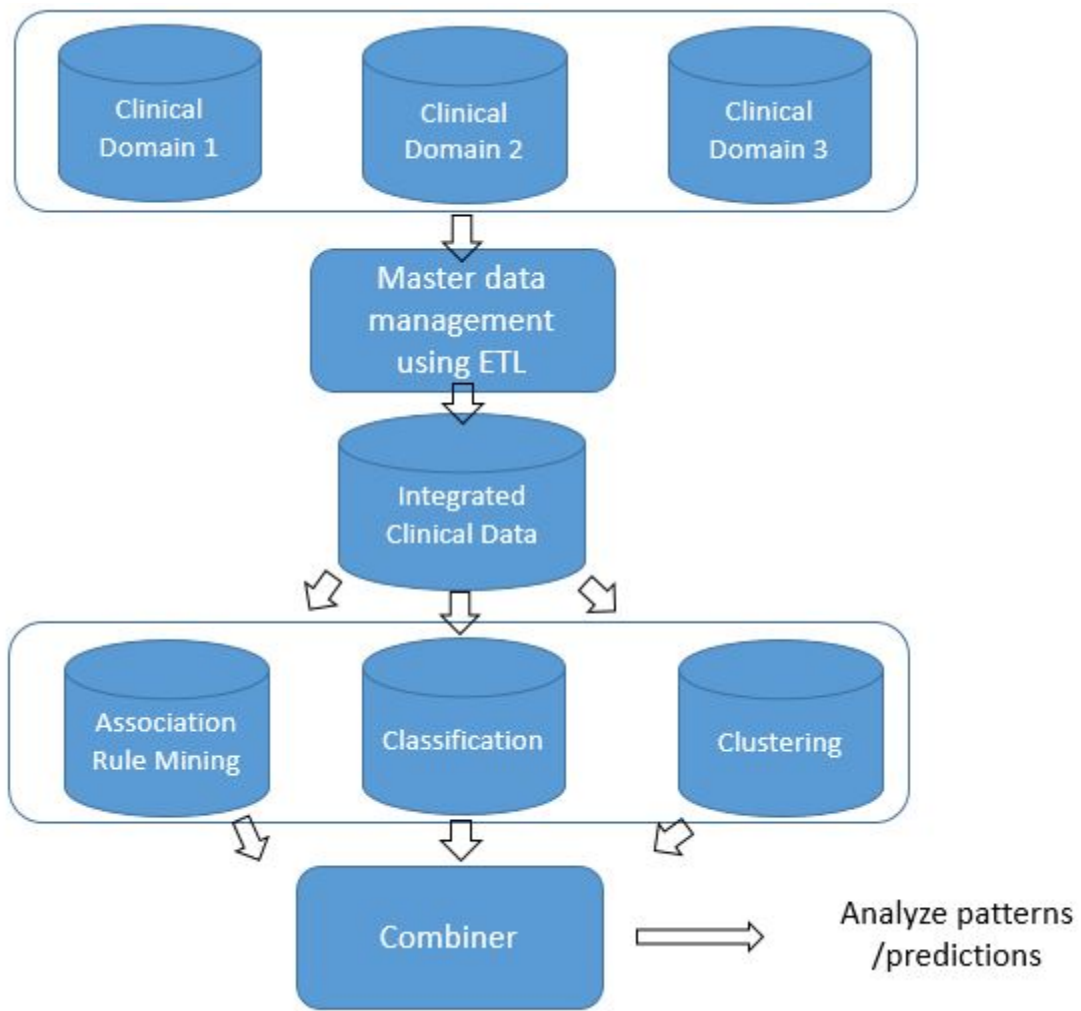 Clinical
Domain 1
Clinical
Domain 2
Clinical
Domain 3
Master data
management
using ETL
Integrated
Clinical Data
Association
Rule Mining
Classification
Clustering
Combiner
Analyze patterns
/predictions